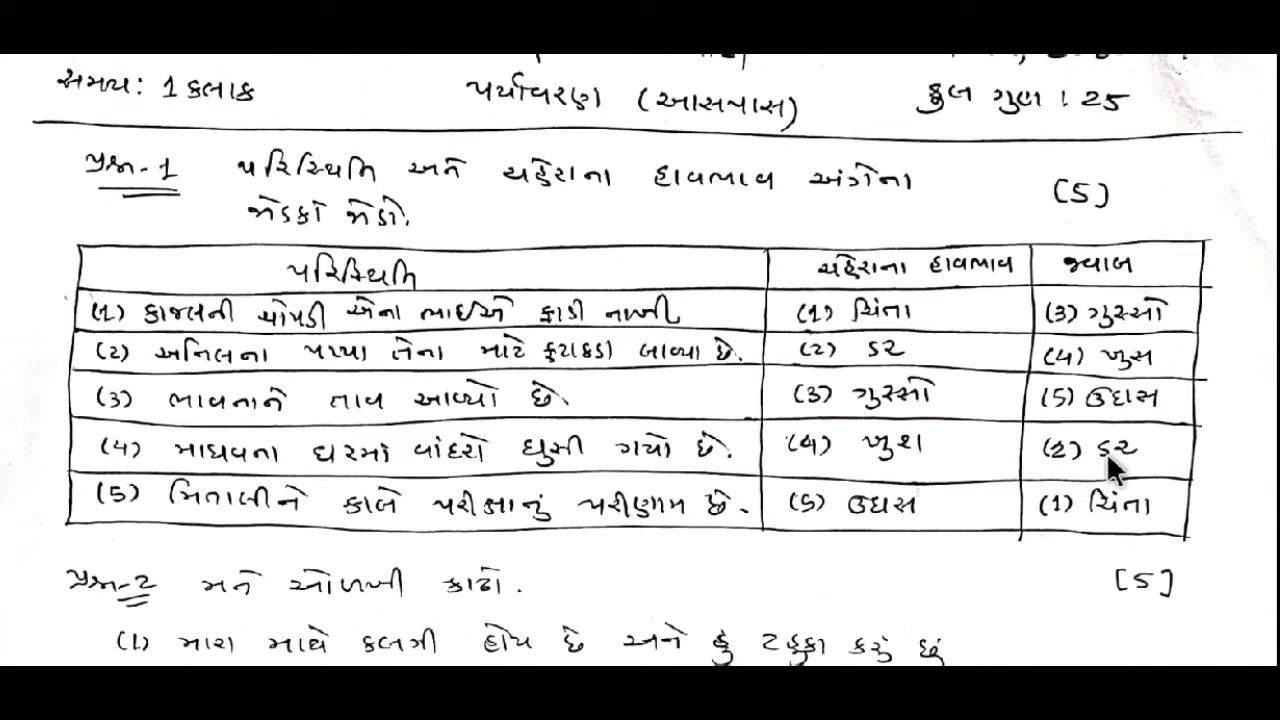 સમય: 1 કલાક પર્યાવરણ (આસપાસ) કુલ ગુણ : 25
પ્રશ્ન-1 પરિસ્થિતિ અને ચહેરાના હાવભાવ અંગેના [5]
જોડકાં જોડો.
પરિસ્થિતિ ચહેરાના હાવભાવ જવાબ
(1) કાજલની ચોપડી એના ભાઈએ ફાડી નાખી (1) ચિંતા (3) ગુસ્સો
(2) અનિલના પપ્પા તેના માટે ફટાકડા લાવ્યા છે. (2) ડર (4) ખુશ
(3) ભાવનાને તાવ આવ્યો છે. (3) ગુસ્સો (5) ઉદાસ
(4) માધવના ઘરમાં વાંદરો ઘુસી ગયો છે. (4) ખુશ (2) ડર
(5) મિતાલીને કાલે પરીક્ષાનું પરીણામ છે. (5) ઉદાસ (1) ચિંતા
પ્રશ્ન-2 મને ઓળખી કાઢો. [5]
(1) મારા માથે કલગી હોય છે અને હું ટહુકા કરું છું